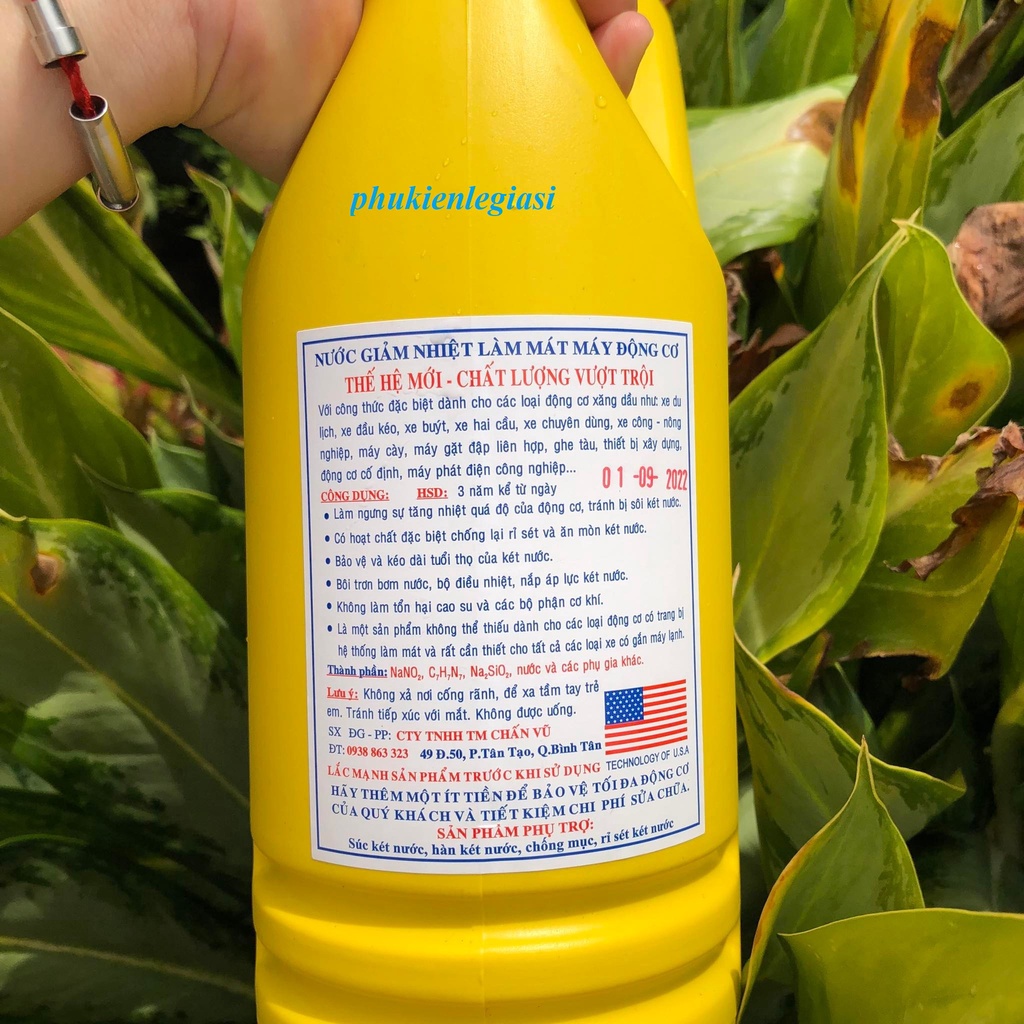 phukienlegiasi
NƯỚC GIẢM NHIỆT LÀM MÁT MÁY ĐỘNG CƠ
THẾ HỆ MỚI - CHẤT LƯỢNG VƯỢT TRỘI
Với công thức đặc biệt dành cho các loại động cơ xăng dầu như: xe du
lịch, xe đầu kéo, xe buýt, xe hai cầu, xe chuyên dùng, xe công - nông
nghiệp, máy cày, máy gặt đập liên hợp, ghe tàu, thiết bị xây dựng,
động cơ cố định, máy phát điện công nghiệp...
01-09-2022
CÔNG DỤNG: HSD: 3 năm kể từ ngày
• Làm ngưng sự tăng nhiệt quá độ của động cơ, tránh bị sôi két nước.
• Có hoạt chất đặc biệt chống lại rỉ sét và ăn mòn két nước.
• Bảo vệ và kéo dài tuổi thọ của két nước.
• Bôi trơn bơm nước, bộ điều nhiệt, nắp áp lực két nước.
• Không làm tổn hại cao su và các bộ phận cơ khí.
• Là một sản phẩm không thể thiếu dành cho các loại động cơ có trang bị
hệ thống làm mát và rất cần thiết cho tất cả các loại xe có gắn máy lạnh.
Thành phần: NaNO₂, C₇H₇N₇, Na₂SiO₂, nước và các phụ gia khác.
Lưu ý: Không xả nơi cống rãnh, để xa tầm tay trẻ
em. Tránh tiếp xúc với mắt. Không được uống.
SX ĐG - PP: CTY TNHH TM CHẤN VŨ
ĐT: 0938 863 323 49 Đ.50, P.Tân Tạo, Q.Bình Tân
TECHNOLOGY OF U.S.A
LẮC MẠNH SẢN PHẨM TRƯỚC KHI SỬ DỤNG
HÃY THÊM MỘT ÍT TIỀN ĐỂ BẢO VỆ TỐI ĐA ĐỘNG CƠ
CỦA QUÝ KHÁCH VÀ TIẾT KIỆM CHI PHÍ SỬA CHỮA.
SẢN PHẢM PHỤ TRỢ:
Súc két nước, hàn két nước, chống mục, rỉ sét két nước